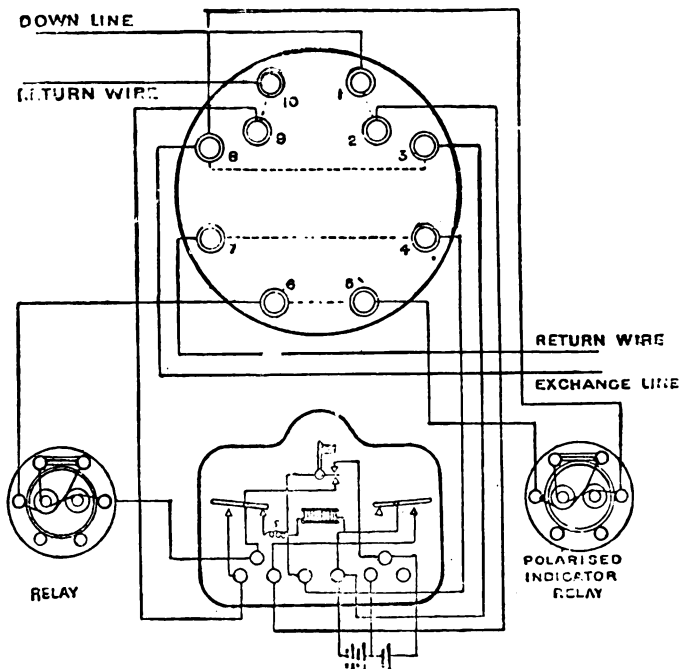 DOWN LINE
RETURN WIRE
10
1
9
2
8
3
7
4
6
5
RETURN WIRE
EXCHANGE LINE
RELAY
POLARISED
INDICATOR
RELAY